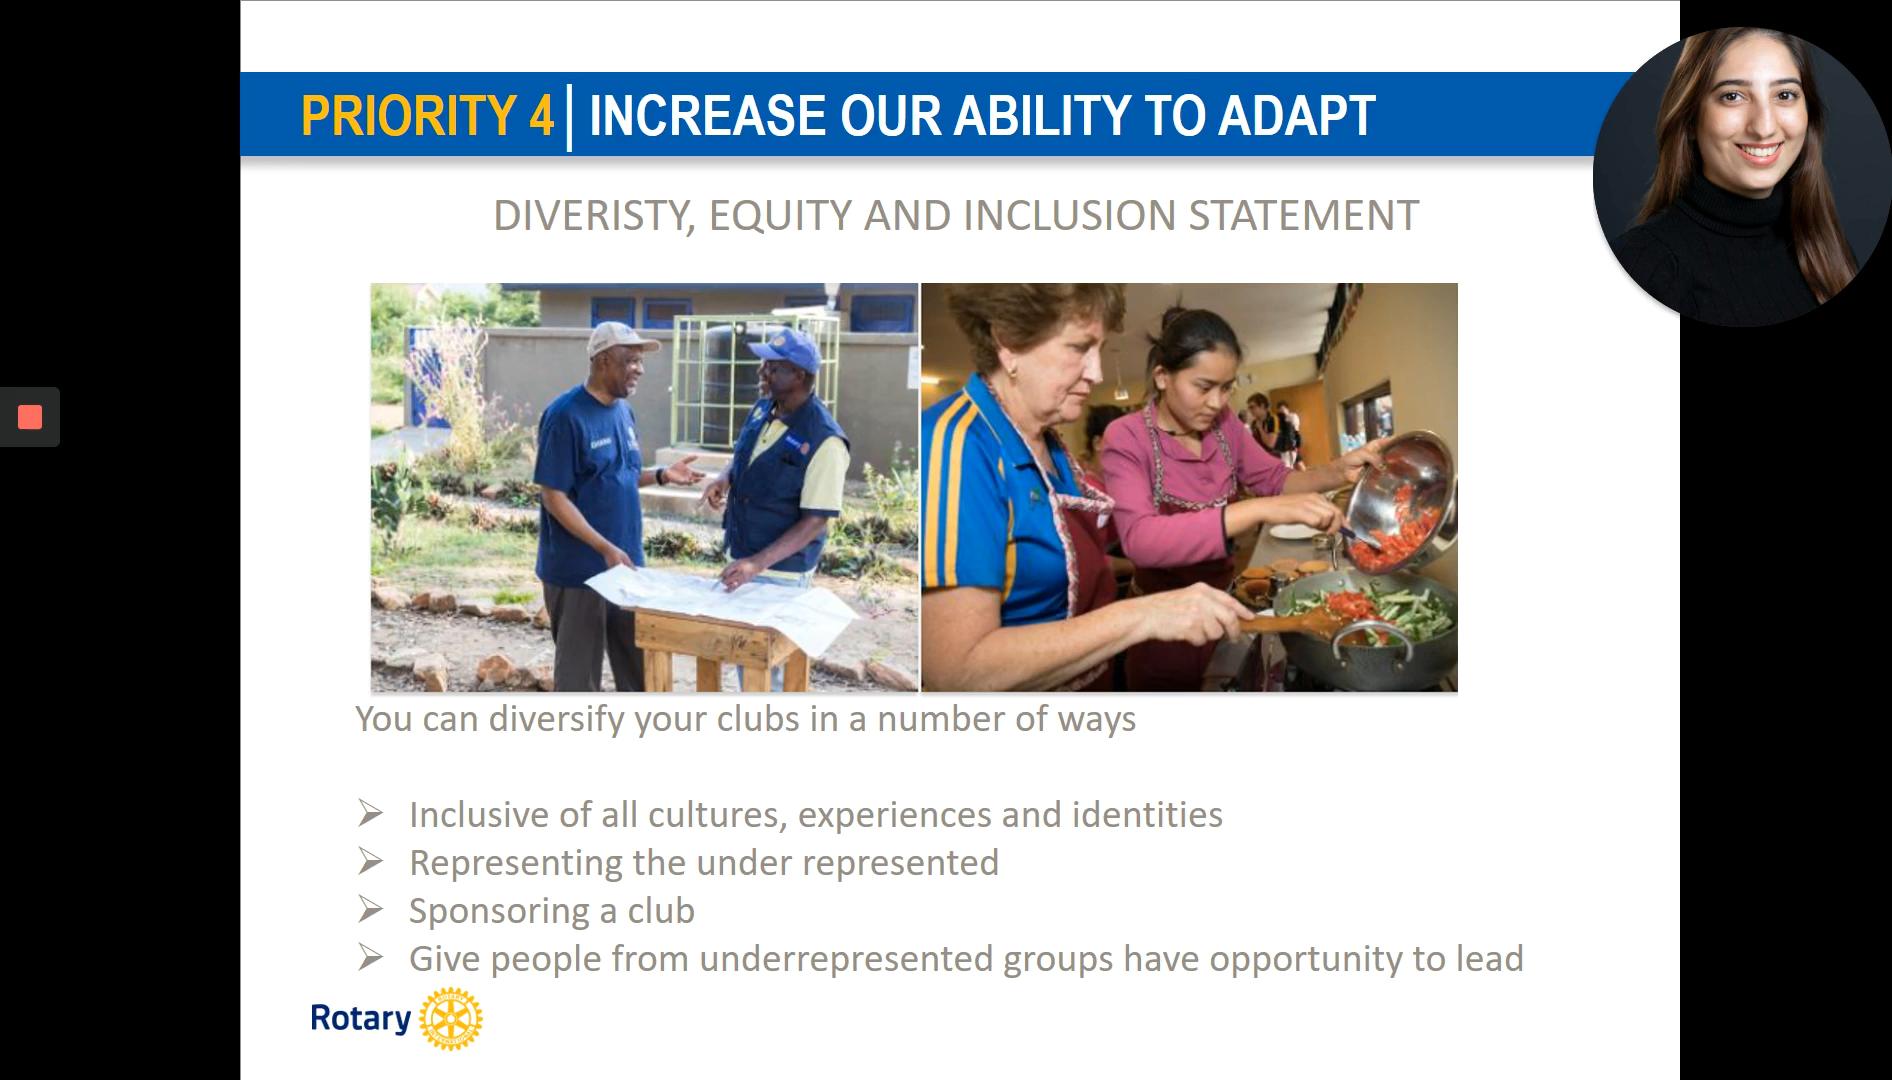 PRIORITY 4 | INCREASE OUR ABILITY TO ADAPT
DIVERISTY, EQUITY AND INCLUSION STATEMENT
You can diversify your clubs in a number of ways
Inclusive of all cultures, experiences and identities
Representing the under represented
Sponsoring a club
Give people from underrepresented groups have opportunity to lead
Rotary
ROTARY
INTERNATIONAL